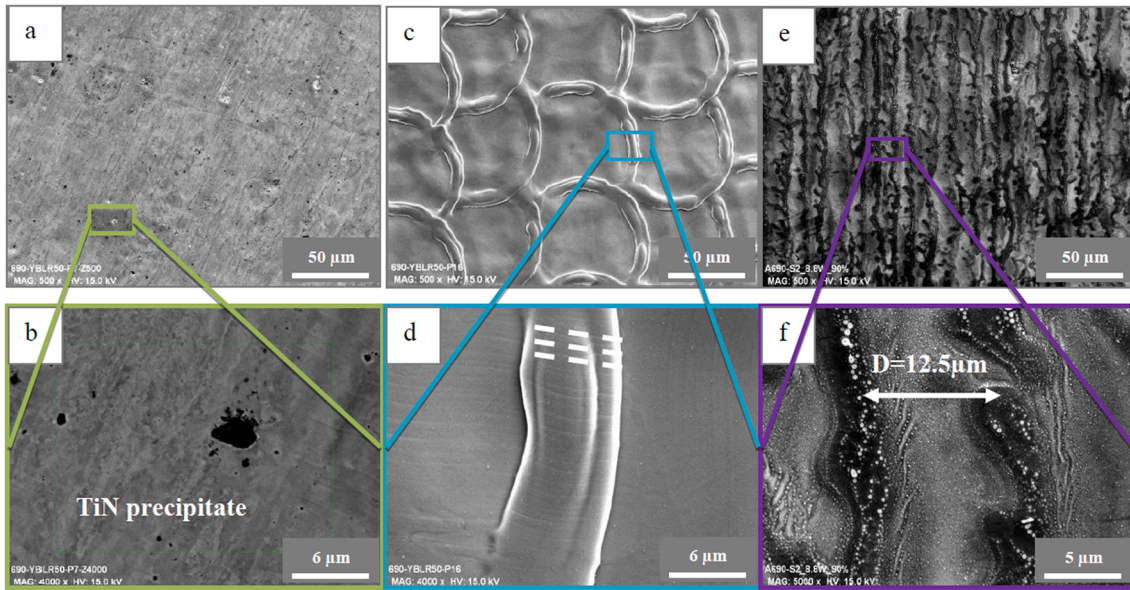 a
50 µm
690-YBLR50-P7-Z500
MAG: 500 x HV: 15.0 kV
c
50 µm
690-YBLR50-P16
MAG: 500 x HV: 15.0 kV
e
50 µm
A690-S2_8.8W_90%
MAG: 500 x HV: 15.0 kV
b
TiN precipitate
6 µm
690-YBLR50-P7-Z4000
MAG: 4000 x HV: 15.0 kV
d
6 µm
690-YBLR50-P16
MAG: 4000 x HV: 15.0 kV
f
D=12.5µm
5 µm
A690-S2_8.8W_90%
MAG: 5000 x HV: 15.0 kV